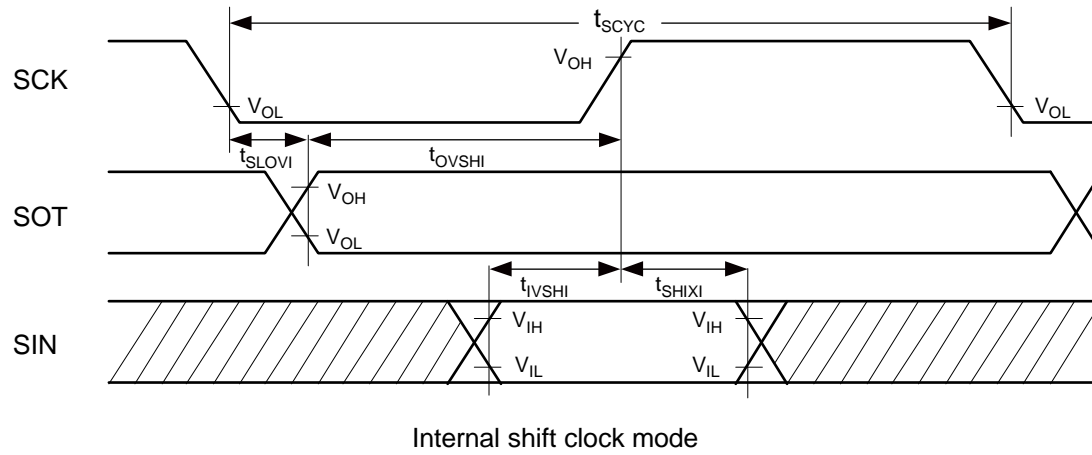 tSCYC
SCK
VOH
VOL
VOL
tSLOVI
tOVSHI
SOT
VOH
VOL
tIVSHI
tSHIXI
SIN
VIH
VIH
VIL
VIL
Internal shift clock mode